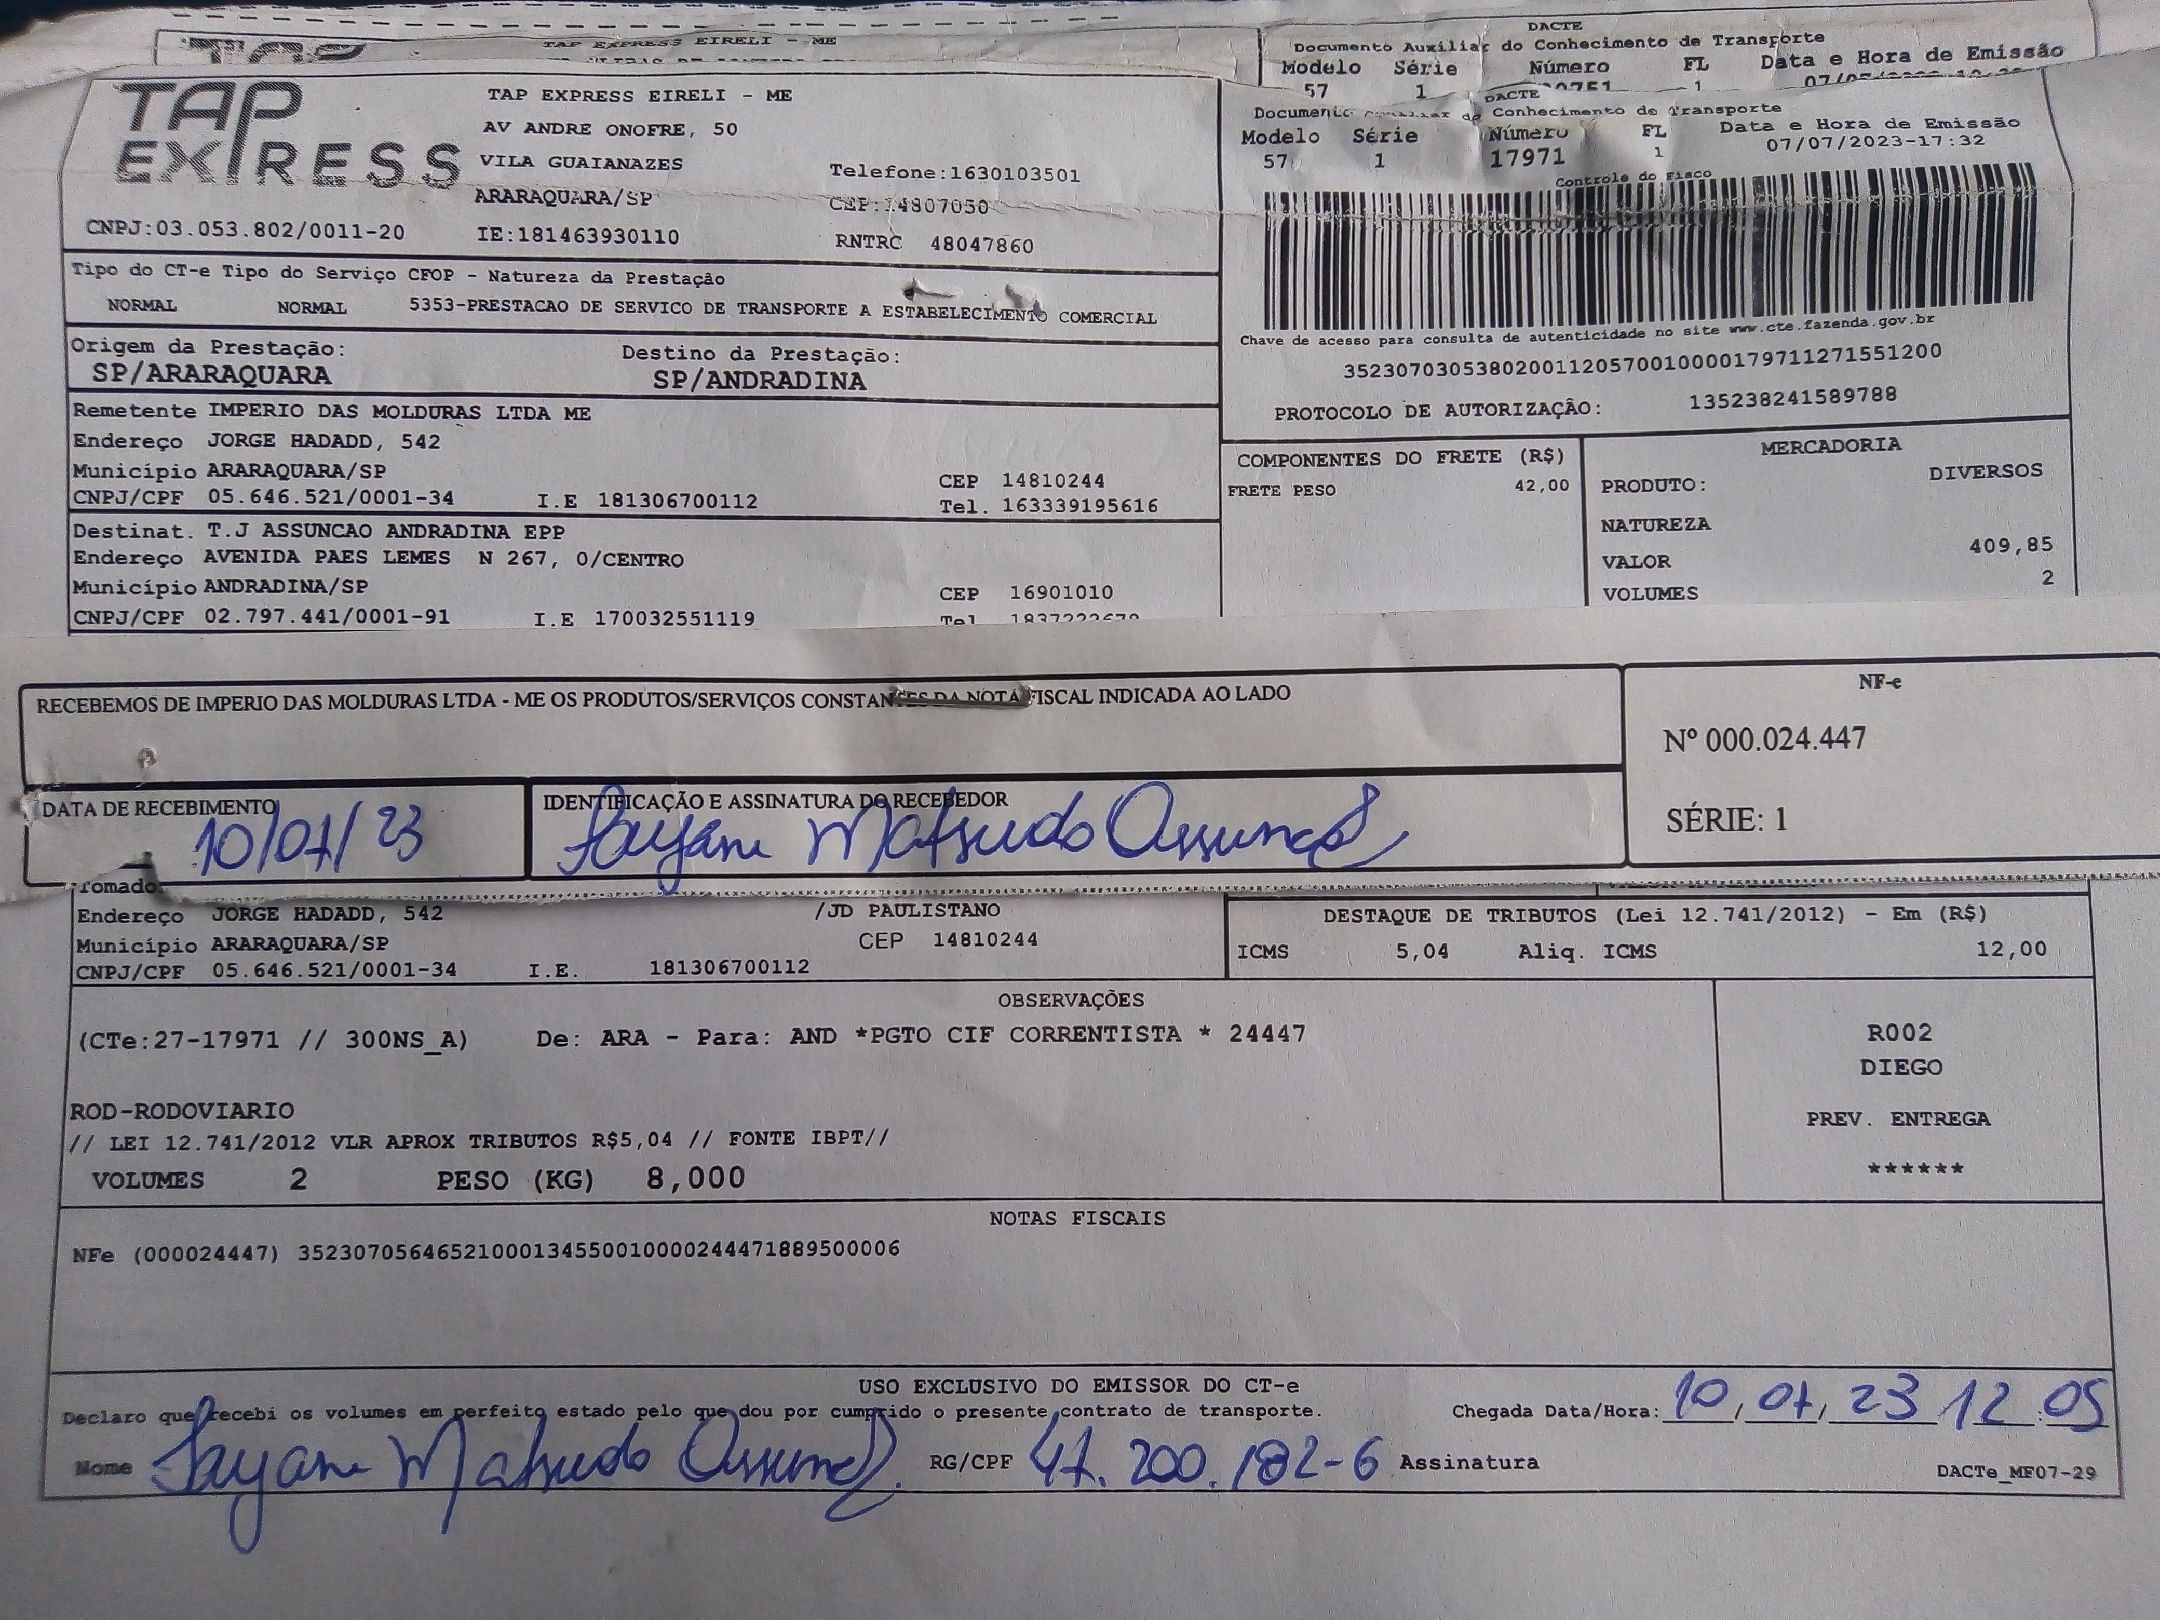 TAP EXPRESS EIRELI - ME
DACTE
Documento Auxiliar do Conhecimento de Transporte
Modelo Série Número FL Data e Hora de Emissão
57 1 1
TAP EXPRESS
TAP EXPRESS EIRELI - ME
AV ANDRE ONOFRE, 50
VILA GUAIANAZES
Telefone:1630103501
ARARAQUARA/SP
CEP:14807050
CNPJ:03.053.802/0011-20
IE:181463930110
RNTRC 48047860
DACTE
Documento Auxiliar do Conhecimento de Transporte
Modelo Série Número FL Data e Hora de Emissão
57 1 17971 1 07/07/2023-17:32
Controle do Fisco
Chave de acesso para consulta de autenticidade no site www.cte.fazenda.gov.br
35230703053802001120570010000179711271551200
PROTOCOLO DE AUTORIZAÇÃO: 135238241589788
Tipo do CT-e Tipo do Serviço CFOP - Natureza da Prestação
NORMAL NORMAL 5353-PRESTACAO DE SERVICO DE TRANSPORTE A ESTABELECIMENTO COMERCIAL
Origem da Prestação: Destino da Prestação:
SP/ARARAQUARA SP/ANDRADINA
Remetente IMPERIO DAS MOLDURAS LTDA ME
Endereço JORGE HADADD, 542
Município ARARAQUARA/SP CEP 14810244
CNPJ/CPF 05.646.521/0001-34 I.E 181306700112 Tel. 163339195616
Destinat. T.J ASSUNCAO ANDRADINA EPP
Endereço AVENIDA PAES LEMES N 267, 0/CENTRO
Município ANDRADINA/SP CEP 16901010
CNPJ/CPF 02.797.441/0001-91 I.E 170032551119 Tel
COMPONENTES DO FRETE (R$)
FRETE PESO 42,00
MERCADORIA
PRODUTO: DIVERSOS
NATUREZA
VALOR 409,85
VOLUMES 2
RECEBEMOS DE IMPERIO DAS MOLDURAS LTDA - ME OS PRODUTOS/SERVIÇOS CONSTANTES DA NOTA FISCAL INDICADA AO LADO
NF-e
Nº 000.024.447
SÉRIE: 1
DATA DE RECEBIMENTO
10/07/23
IDENTIFICAÇÃO E ASSINATURA DO RECEBEDOR
Tayane Matsudo Assunção
Tomado
Endereço JORGE HADADD, 542 /JD PAULISTANO
Município ARARAQUARA/SP CEP 14810244
CNPJ/CPF 05.646.521/0001-34 I.E. 181306700112
DESTAQUE DE TRIBUTOS (Lei 12.741/2012) - Em (R$)
ICMS 5,04 Aliq. ICMS 12,00
OBSERVAÇÕES
(CTe:27-17971 // 300NS_A) De: ARA - Para: AND *PGTO CIF CORRENTISTA * 24447
ROD-RODOVIARIO
// LEI 12.741/2012 VLR APROX TRIBUTOS R$5,04 // FONTE IBPT//
VOLUMES 2 PESO (KG) 8,000
R002
DIEGO
PREV. ENTREGA
******
NOTAS FISCAIS
NFe (000024447) 35230705646521000134550010000244471889500006
USO EXCLUSIVO DO EMISSOR DO CT-e
Declaro que recebi os volumes em perfeito estado pelo que dou por cumprido o presente contrato de transporte. Chegada Data/Hora: 10/07/23 12:05
Nome Tayane Matsudo Assunção RG/CPF 47.200.182-6 Assinatura
DACTe_MF07-29